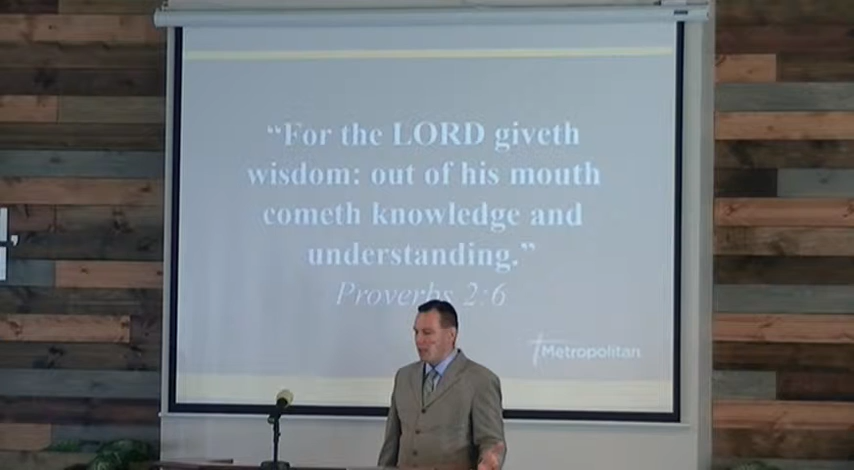 “For the LORD giveth
wisdom: out of his mouth
cometh knowledge and
understanding.”
Proverbs 2:6
Metropolitan